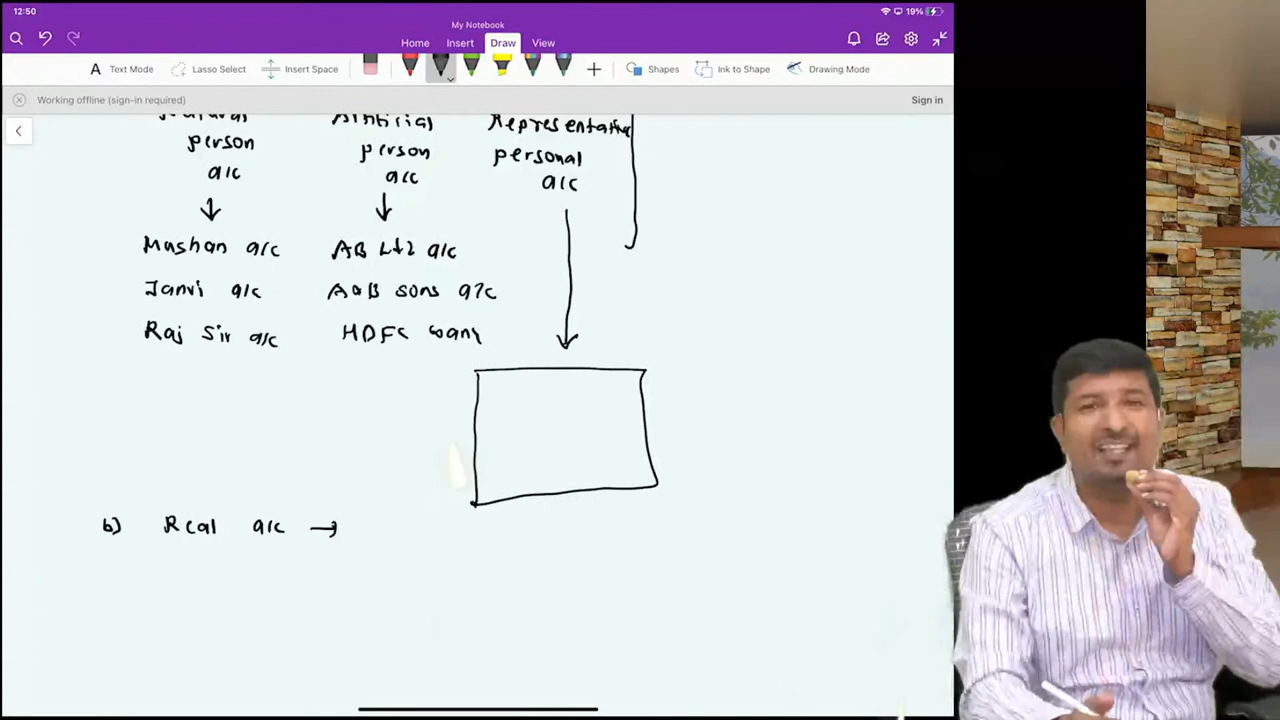 12:50
19%
My Notebook
Home Insert Draw View
Text Mode Lasso Select Insert Space Shapes Ink to Shape Drawing Mode
Working offline (sign-in required) Sign in
Natural Artificial Representative
person person personal
a/c a/c a/c
Mashan a/c AB Ltd a/c
Janvi a/c A&B sons a/c
Raj Sir a/c HDFC bank
b) Real a/c →